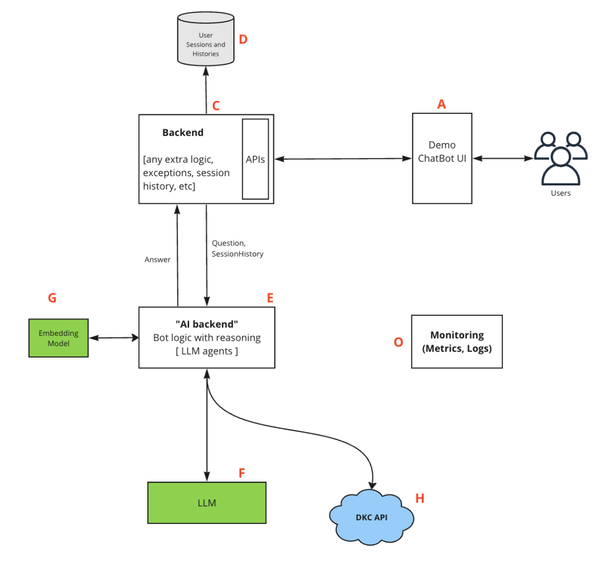 User
Sessions and
Histories
D
C
A
Backend
[any extra logic,
exceptions, session
history, etc]
APIs
Demo
ChatBot UI
Users
Answer
Question,
SessionHistory
G
E
Embedding
Model
"AI backend"
Bot logic with reasoning
[ LLM agents ]
O
Monitoring
(Metrics, Logs)
F
LLM
H
DKC API